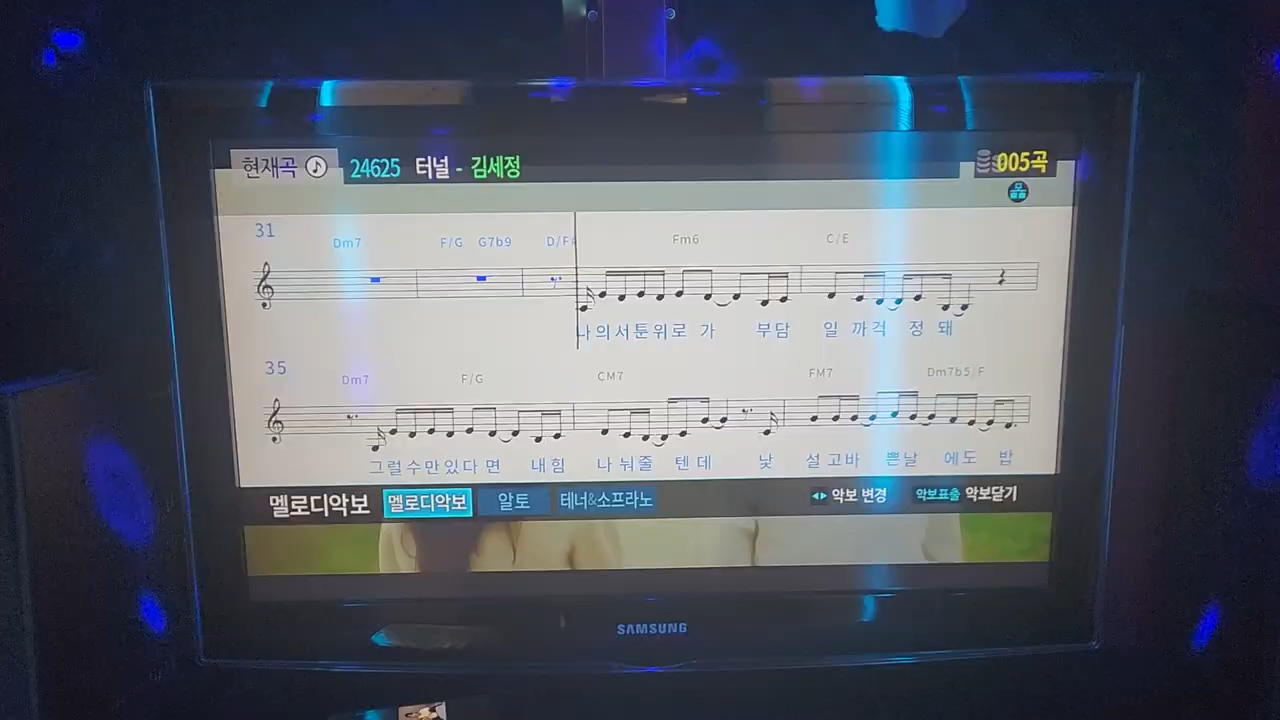 현재곡 24625 터널 - 김세정 005곡
31
Dm7 F/G G7b9 D/F# Fm6 C/E
나의서툰위로 가 부담 일 까걱 정 돼
35
Dm7 F/G CM7 FM7 Dm7b5/F
그럴수만있다 면 내힘 나 눠줄 텐 데 낯 설 고바 쁜날 에도 밥
멜로디악보 멜로디악보 알토 테너&소프라노 악보 변경 악보표출 악보닫기
SAMSUNG